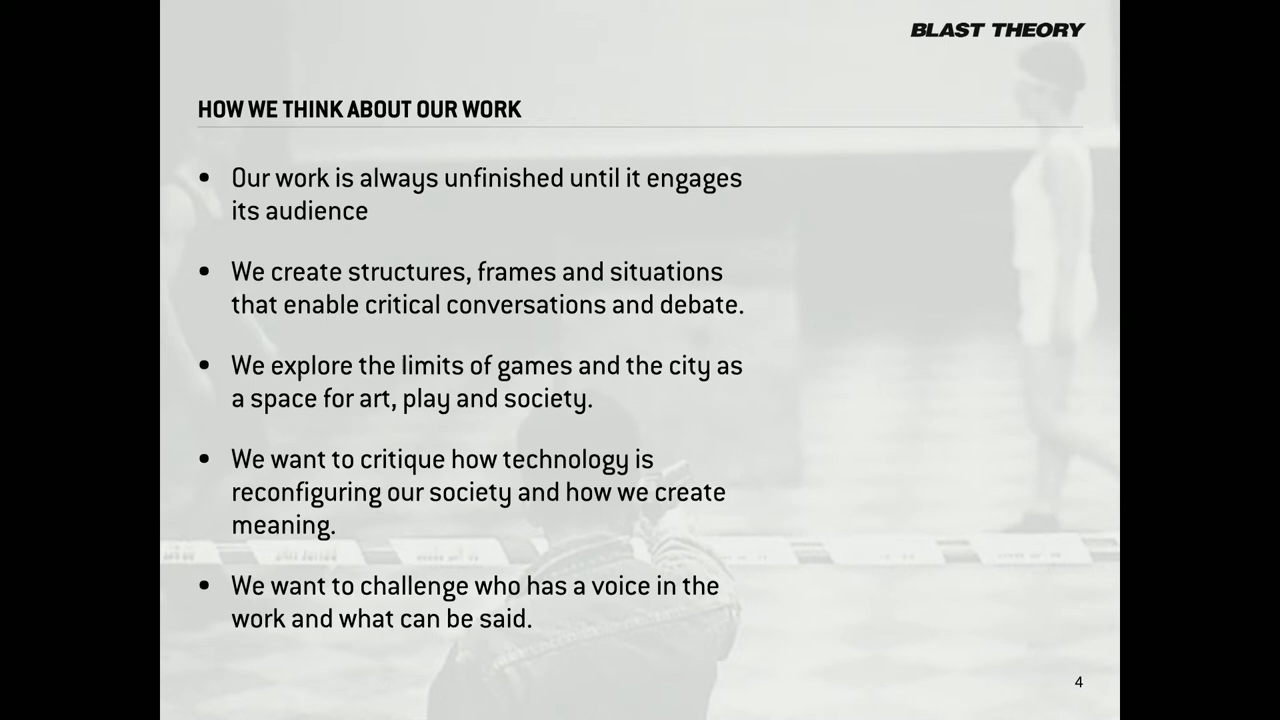 BLAST THEORY
HOW WE THINK ABOUT OUR WORK
• Our work is always unfinished until it engages
its audience
• We create structures, frames and situations
that enable critical conversations and debate.
• We explore the limits of games and the city as
a space for art, play and society.
• We want to critique how technology is
reconfiguring our society and how we create
meaning.
• We want to challenge who has a voice in the
work and what can be said.
4